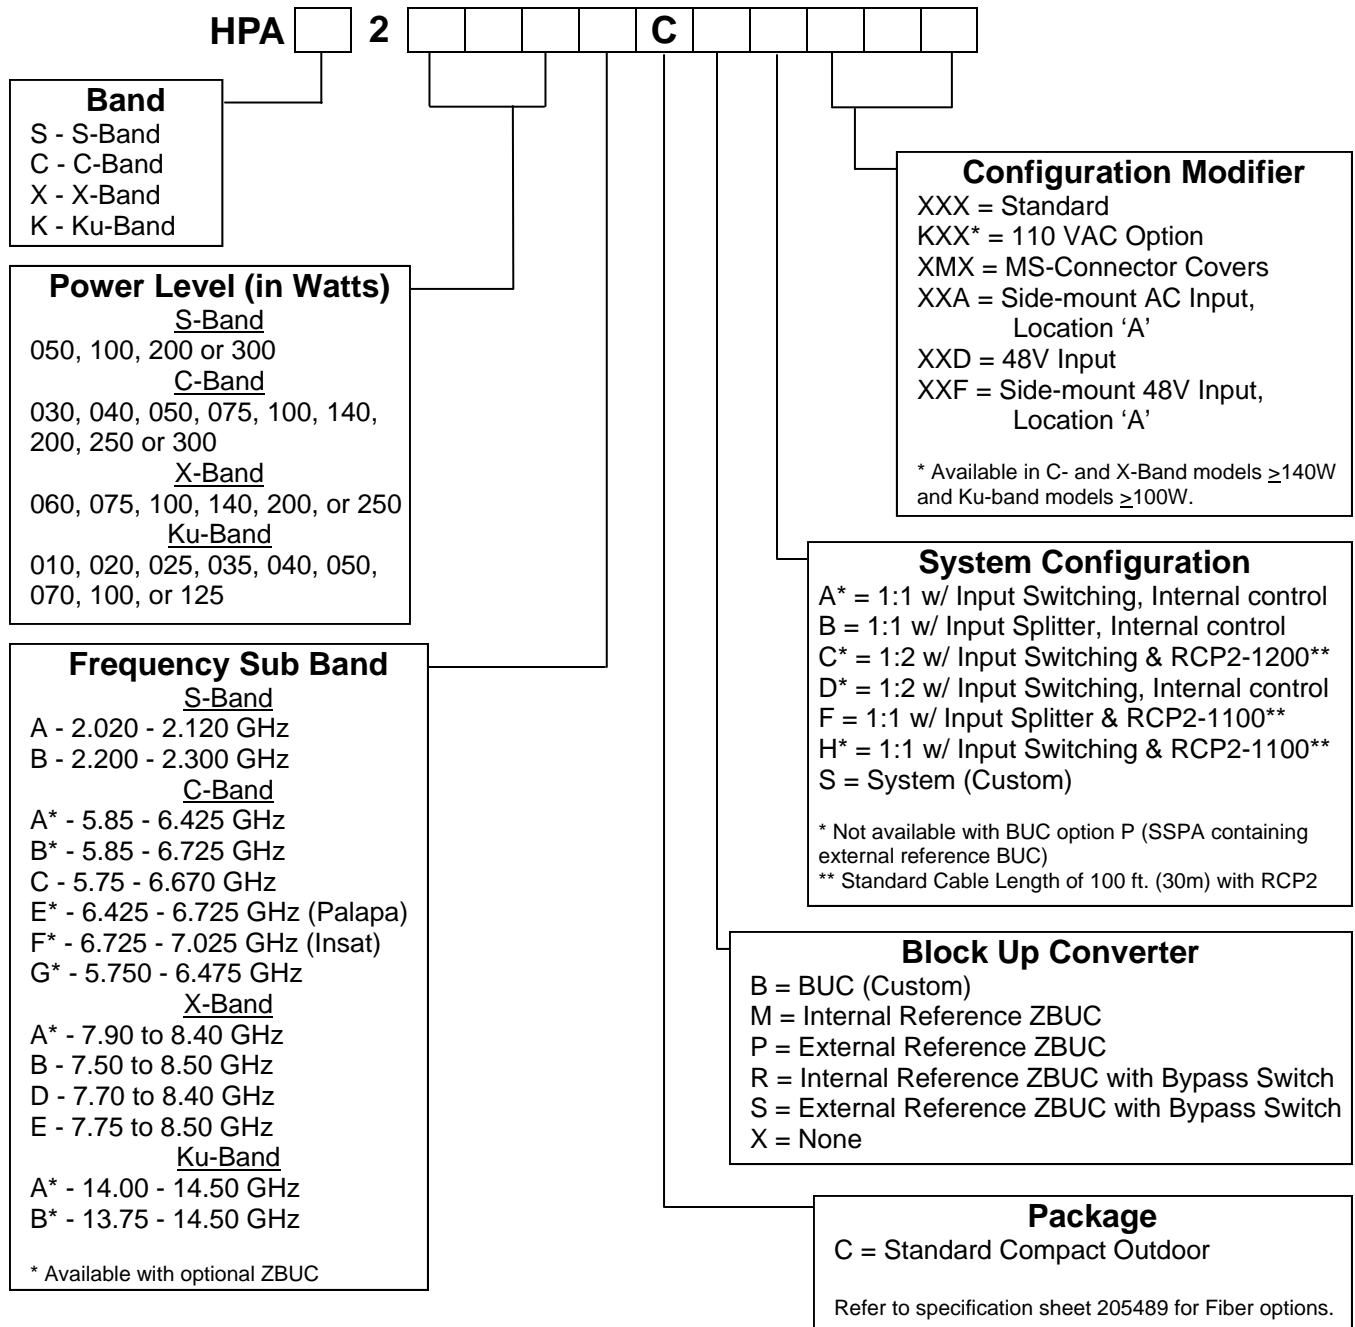 HPA 2 C
Band
S - S-Band
C - C-Band
X - X-Band
K - Ku-Band
Power Level (in Watts)
S-Band
050, 100, 200 or 300
C-Band
030, 040, 050, 075, 100, 140,
200, 250 or 300
X-Band
060, 075, 100, 140, 200, or 250
Ku-Band
010, 020, 025, 035, 040, 050,
070, 100, or 125
Frequency Sub Band
S-Band
A - 2.020 - 2.120 GHz
B - 2.200 - 2.300 GHz
C-Band
A* - 5.85 - 6.425 GHz
B* - 5.85 - 6.725 GHz
C - 5.75 - 6.670 GHz
E* - 6.425 - 6.725 GHz (Palapa)
F* - 6.725 - 7.025 GHz (Insat)
G* - 5.750 - 6.475 GHz
X-Band
A* - 7.90 to 8.40 GHz
B - 7.50 to 8.50 GHz
D - 7.70 to 8.40 GHz
E - 7.75 to 8.50 GHz
Ku-Band
A* - 14.00 - 14.50 GHz
B* - 13.75 - 14.50 GHz
* Available with optional ZBUC
Configuration Modifier
XXX = Standard
KXX* = 110 VAC Option
XMX = MS-Connector Covers
XXA = Side-mount AC Input,
Location ‘A’
XXD = 48V Input
XXF = Side-mount 48V Input,
Location ‘A’
* Available in C- and X-Band models ≥140W
and Ku-band models ≥100W.
System Configuration
A* = 1:1 w/ Input Switching, Internal control
B = 1:1 w/ Input Splitter, Internal control
C* = 1:2 w/ Input Switching & RCP2-1200**
D* = 1:2 w/ Input Switching, Internal control
F = 1:1 w/ Input Splitter & RCP2-1100**
H* = 1:1 w/ Input Switching & RCP2-1100**
S = System (Custom)
* Not available with BUC option P (SSPA containing
external reference BUC)
** Standard Cable Length of 100 ft. (30m) with RCP2
Block Up Converter
B = BUC (Custom)
M = Internal Reference ZBUC
P = External Reference ZBUC
R = Internal Reference ZBUC with Bypass Switch
S = External Reference ZBUC with Bypass Switch
X = None
Package
C = Standard Compact Outdoor
Refer to specification sheet 205489 for Fiber options.